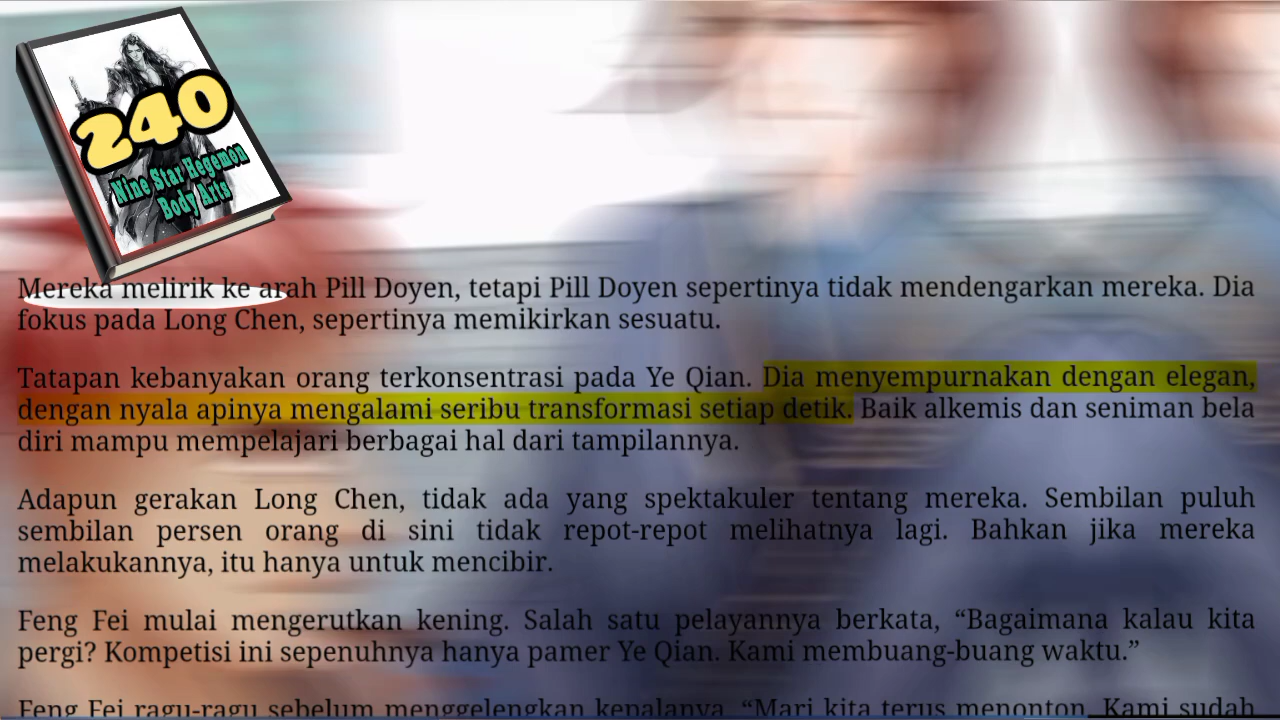 240
Nine Star Hegemon
Body Arts
Mereka melirik ke arah Pill Doyen, tetapi Pill Doyen sepertinya tidak mendengarkan mereka. Dia
fokus pada Long Chen, sepertinya memikirkan sesuatu.
Tatapan kebanyakan orang terkonsentrasi pada Ye Qian. Dia menyempurnakan dengan elegan,
dengan nyala apinya mengalami seribu transformasi setiap detik. Baik alkemis dan seniman bela
diri mampu mempelajari berbagai hal dari tampilannya.
Adapun gerakan Long Chen, tidak ada yang spektakuler tentang mereka. Sembilan puluh
sembilan persen orang di sini tidak repot-repot melihatnya lagi. Bahkan jika mereka
melakukannya, itu hanya untuk mencibir.
Feng Fei mulai mengerutkan kening. Salah satu pelayannya berkata, “Bagaimana kalau kita
pergi? Kompetisi ini sepenuhnya hanya pamer Ye Qian. Kami membuang-buang waktu.”
Feng Fei ragu-ragu sebelum menggelengkan kepalanya. “Mari kita terus menonton. Kami sudah